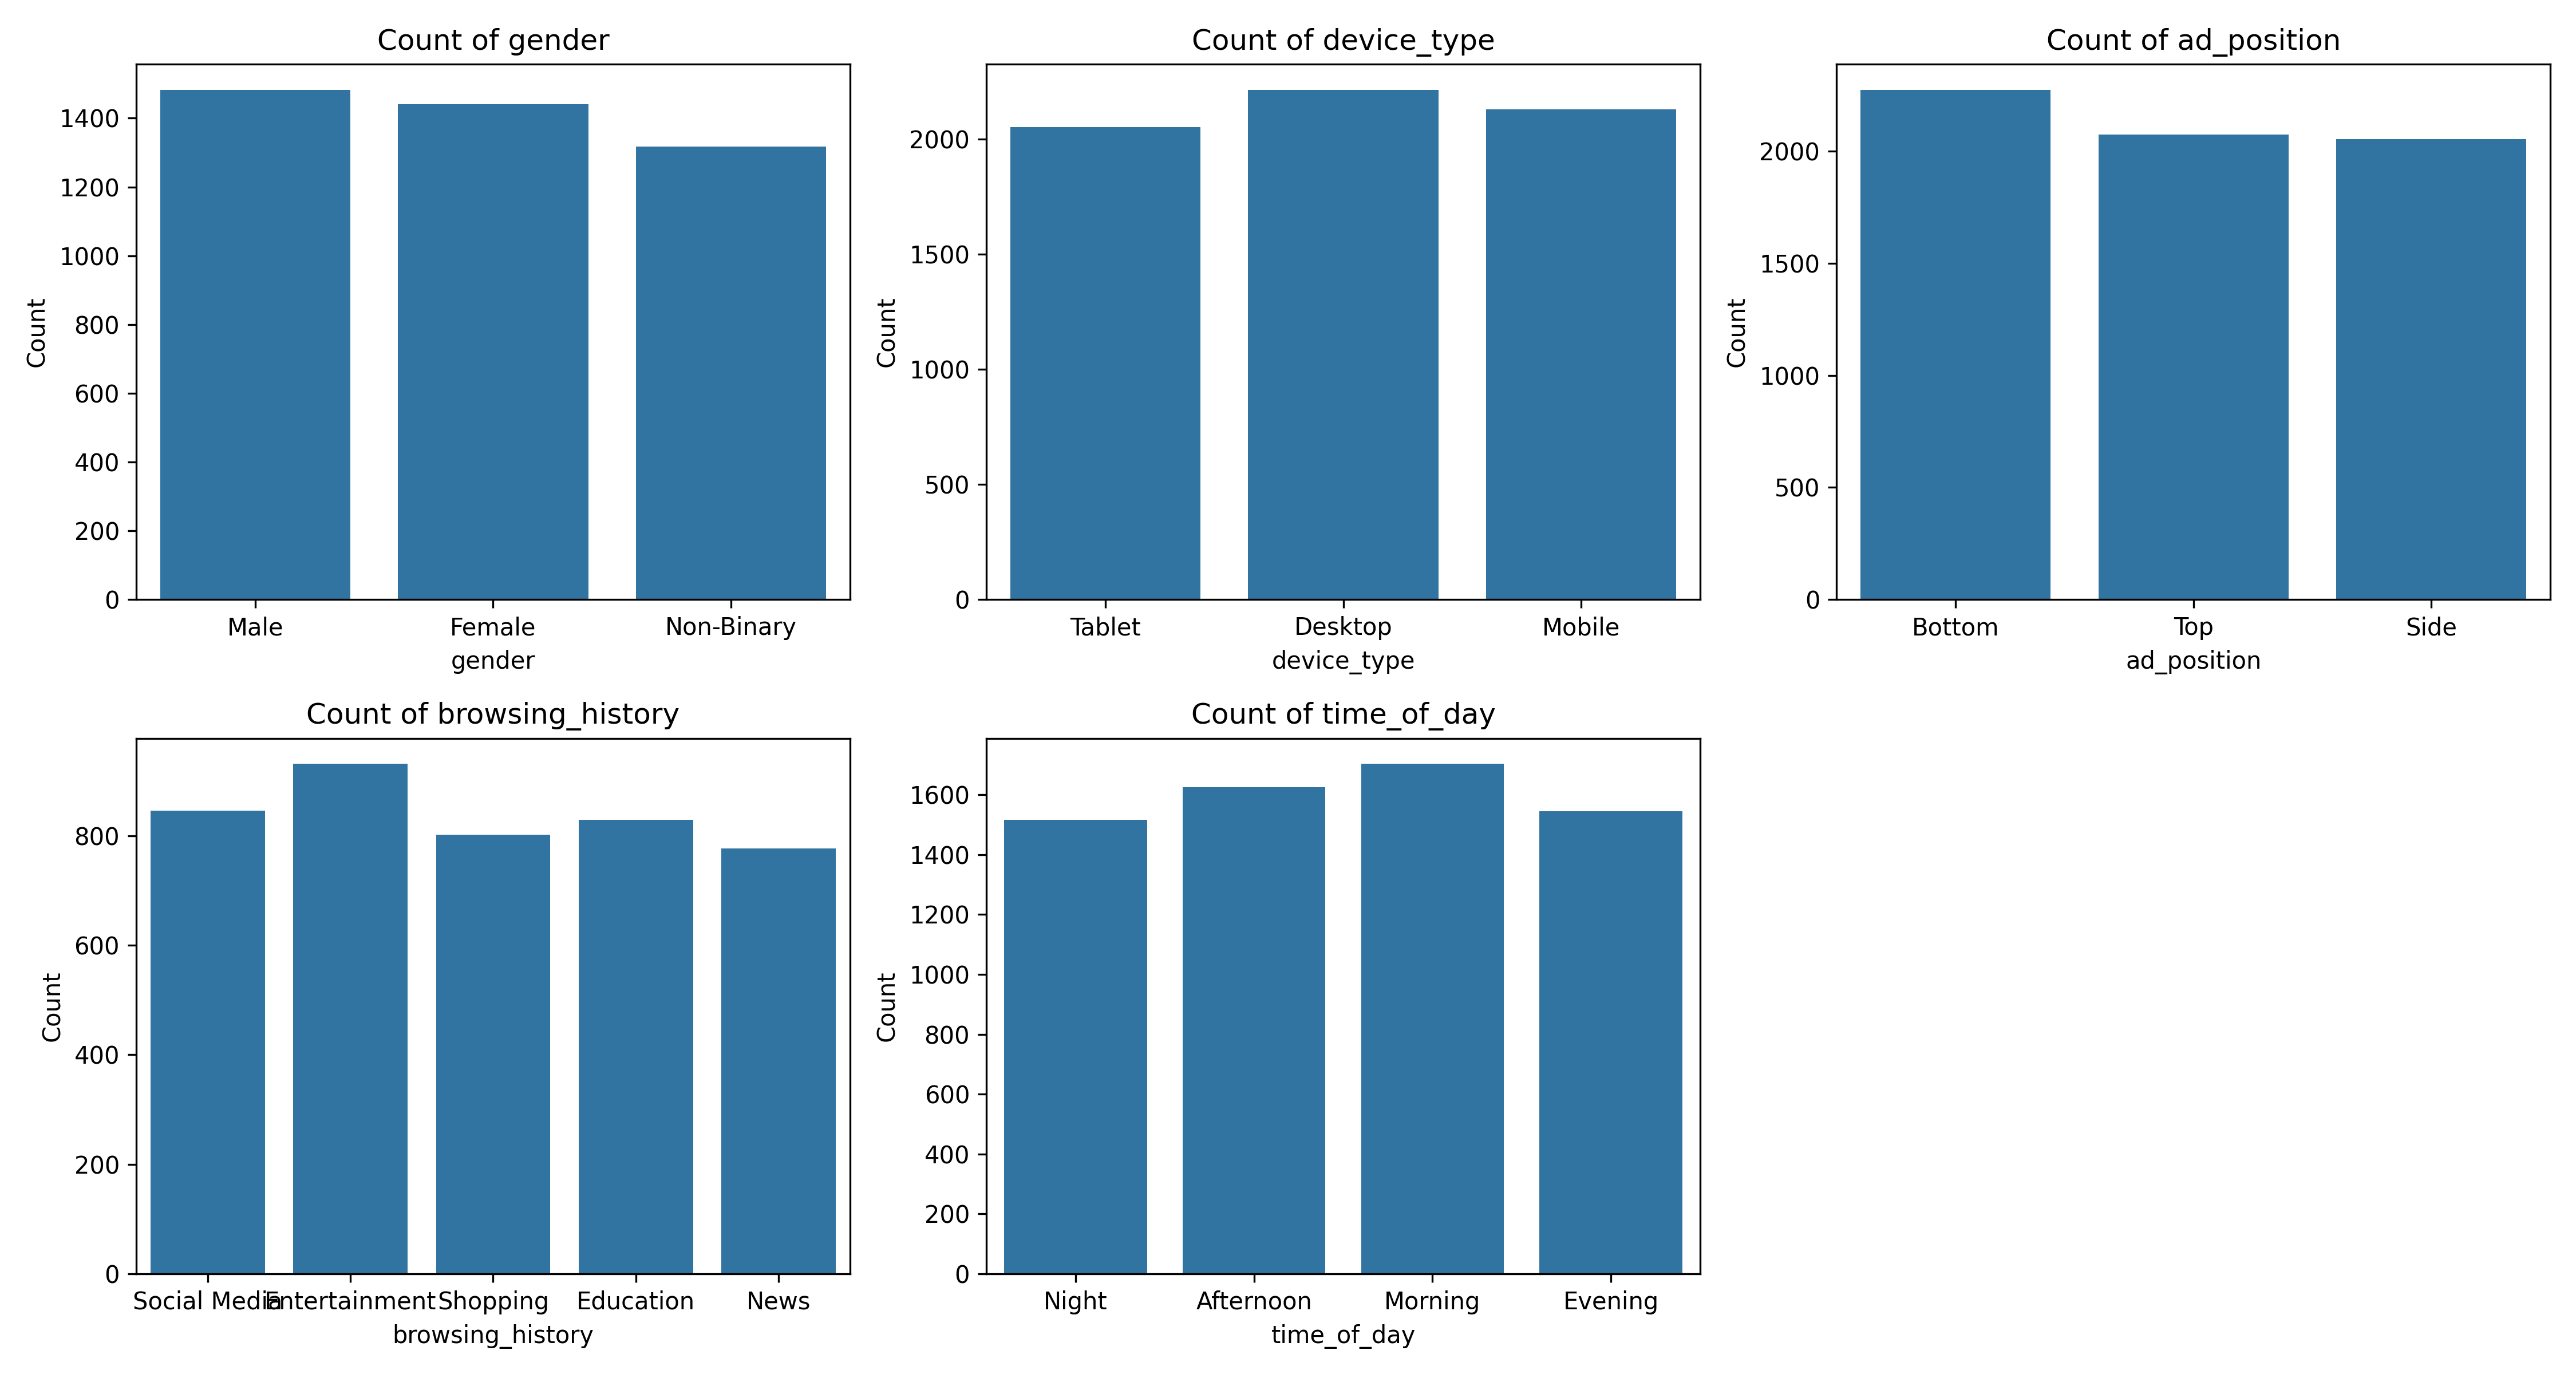 Count of gender
Count
1400
1200
1000
800
600
400
200
0
Male Female Non-Binary
gender
Count of device_type
Count
2000
1500
1000
500
0
Tablet Desktop Mobile
device_type
Count of ad_position
Count
2000
1500
1000
500
0
Bottom Top Side
ad_position
Count of browsing_history
Count
800
600
400
200
0
Social Media Entertainment Shopping Education News
browsing_history
Count of time_of_day
Count
1600
1400
1200
1000
800
600
400
200
0
Night Afternoon Morning Evening
time_of_day